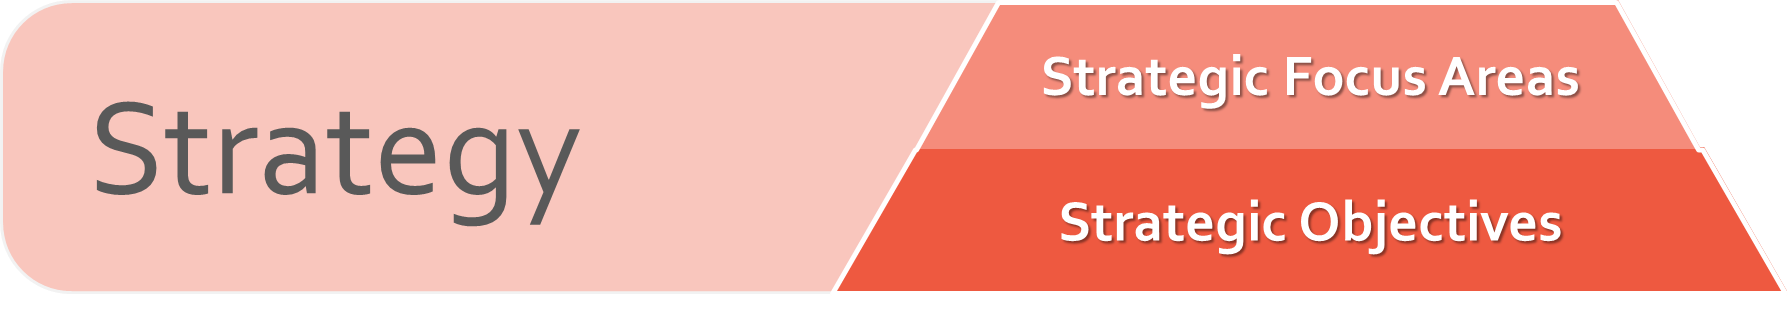 Strategy
Strategic Focus Areas
Strategic Objectives